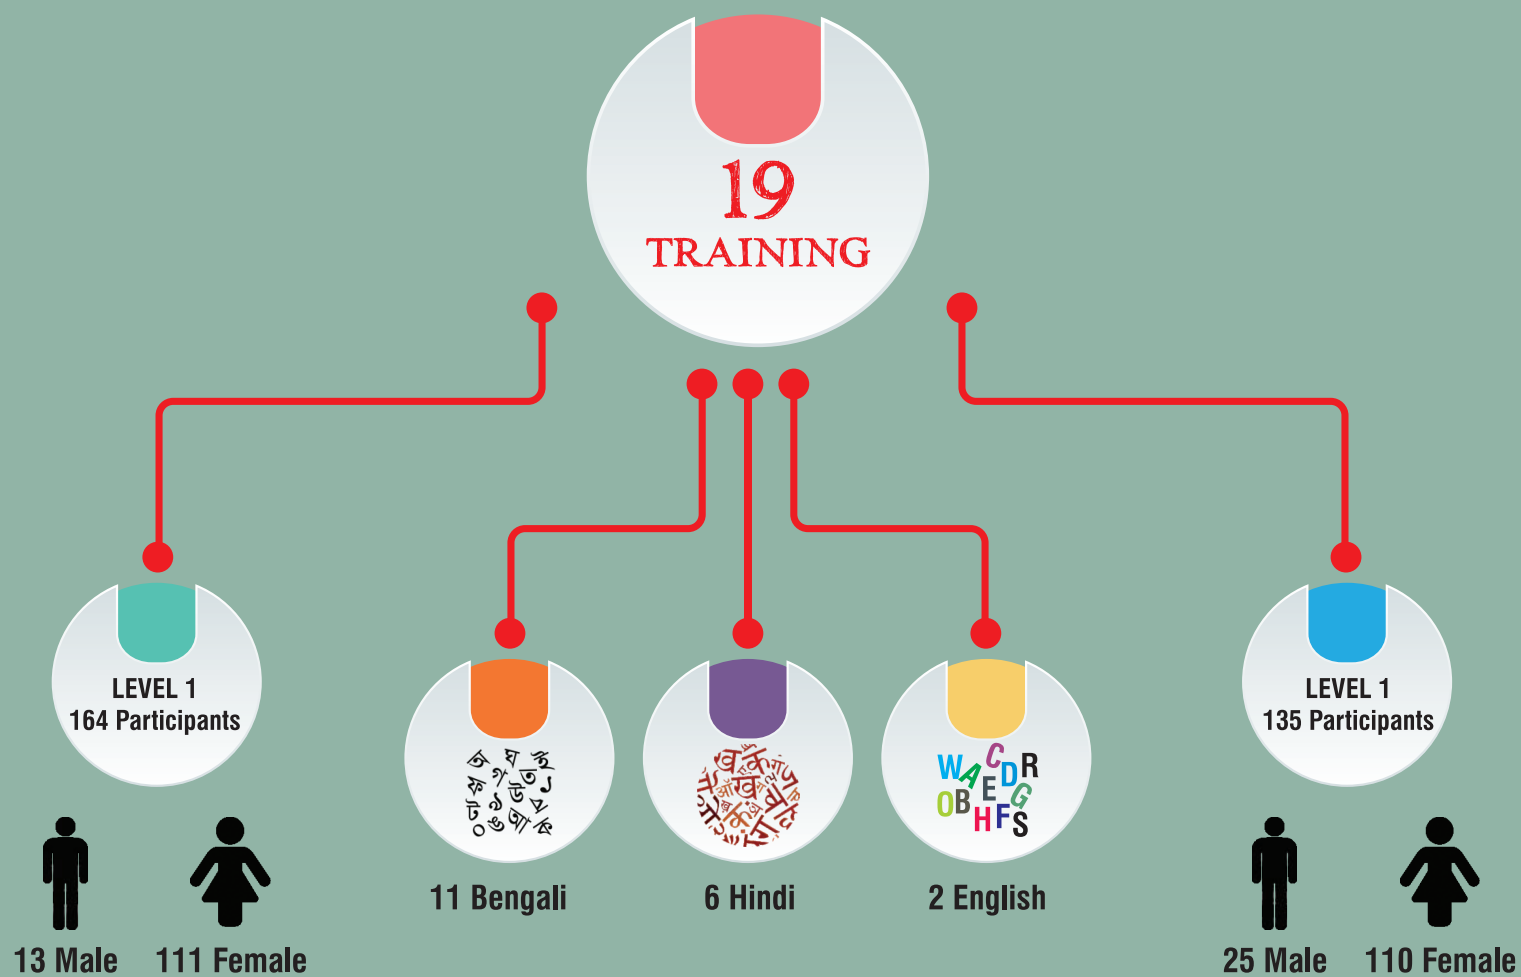 19
TRAINING
LEVEL 1
164 Participants
LEVEL 1
135 Participants
W A C D R
O B E G
H F S
11 Bengali
6 Hindi
2 English
13 Male
111 Female
25 Male
110 Female